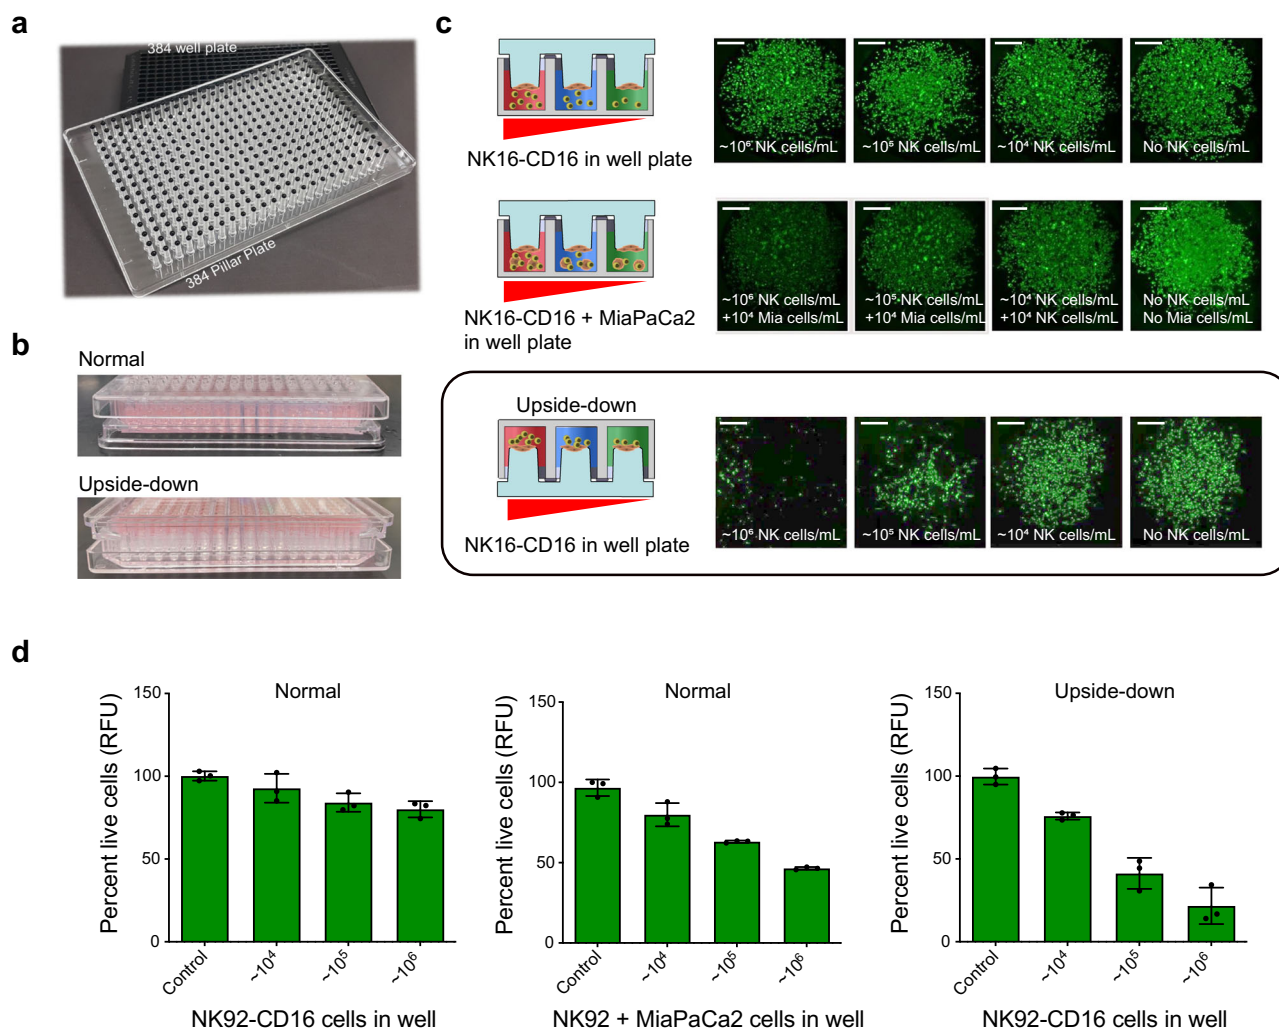 a
384 well plate
384 Pillar Plate
b
Normal
Upside-down
c
NK16-CD16 in well plate
~10⁶ NK cells/mL
~10⁵ NK cells/mL
~10⁴ NK cells/mL
No NK cells/mL
NK16-CD16 + MiaPaCa2
in well plate
~10⁶ NK cells/mL
+10⁴ Mia cells/mL
~10⁵ NK cells/mL
+10⁴ Mia cells/mL
~10⁴ NK cells/mL
+10⁴ NK cells/mL
No NK cells/mL
No Mia cells/mL
Upside-down
NK16-CD16 in well plate
~10⁶ NK cells/mL
~10⁵ NK cells/mL
~10⁴ NK cells/mL
No NK cells/mL
d
Normal
Percent live cells (RFU)
150
100
50
0
Control
~10⁴
~10⁵
~10⁶
NK92-CD16 cells in well
Normal
Percent live cells (RFU)
150
100
50
0
Control
~10⁴
~10⁵
~10⁶
NK92 + MiaPaCa2 cells in well
Upside-down
Percent live cells (RFU)
150
100
50
0
Control
~10⁴
~10⁵
~10⁶
NK92-CD16 cells in well